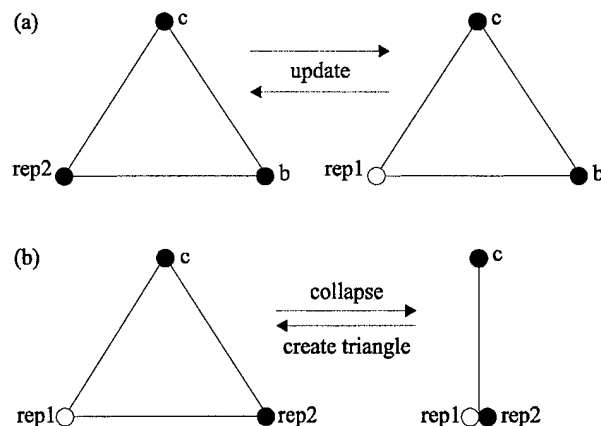 (a)
c
c
update
rep2
b
rep1
b
(b)
c
c
collapse
create triangle
rep1
rep2
rep1
rep2